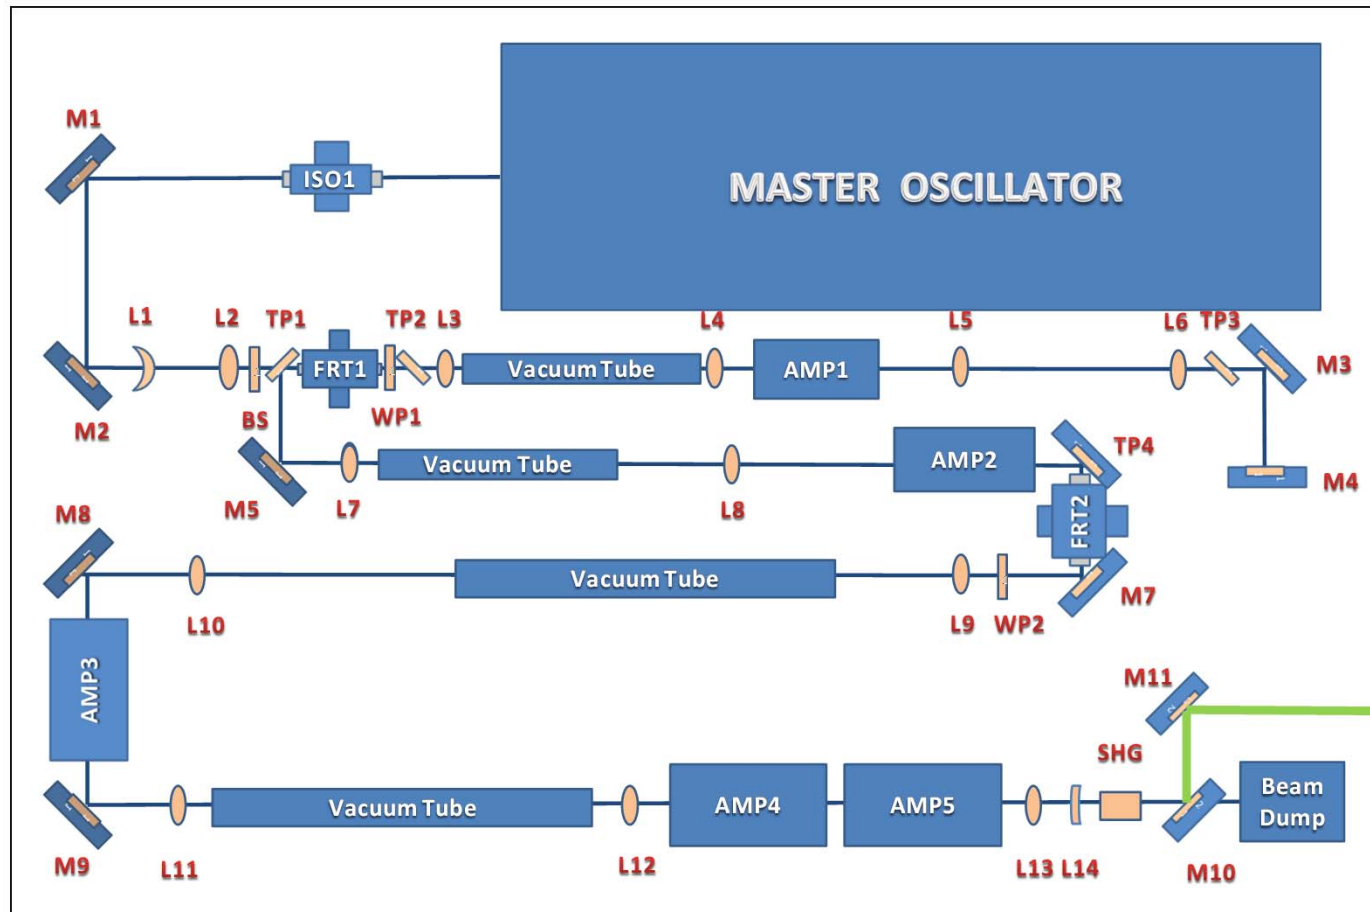 M1
ISO1
MASTER OSCILLATOR
L1
L2
TP1
TP2
L3
L4
L5
L6
TP3
FRT1
Vacuum Tube
AMP1
M3
M2
BS
WP1
Vacuum Tube
AMP2
TP4
M4
M5
L7
L8
M8
FRT2
Vacuum Tube
M7
L10
L9
WP2
AMP3
M11
SHG
Vacuum Tube
AMP4
AMP5
Beam
Dump
M9
L11
L12
L13
L14
M10